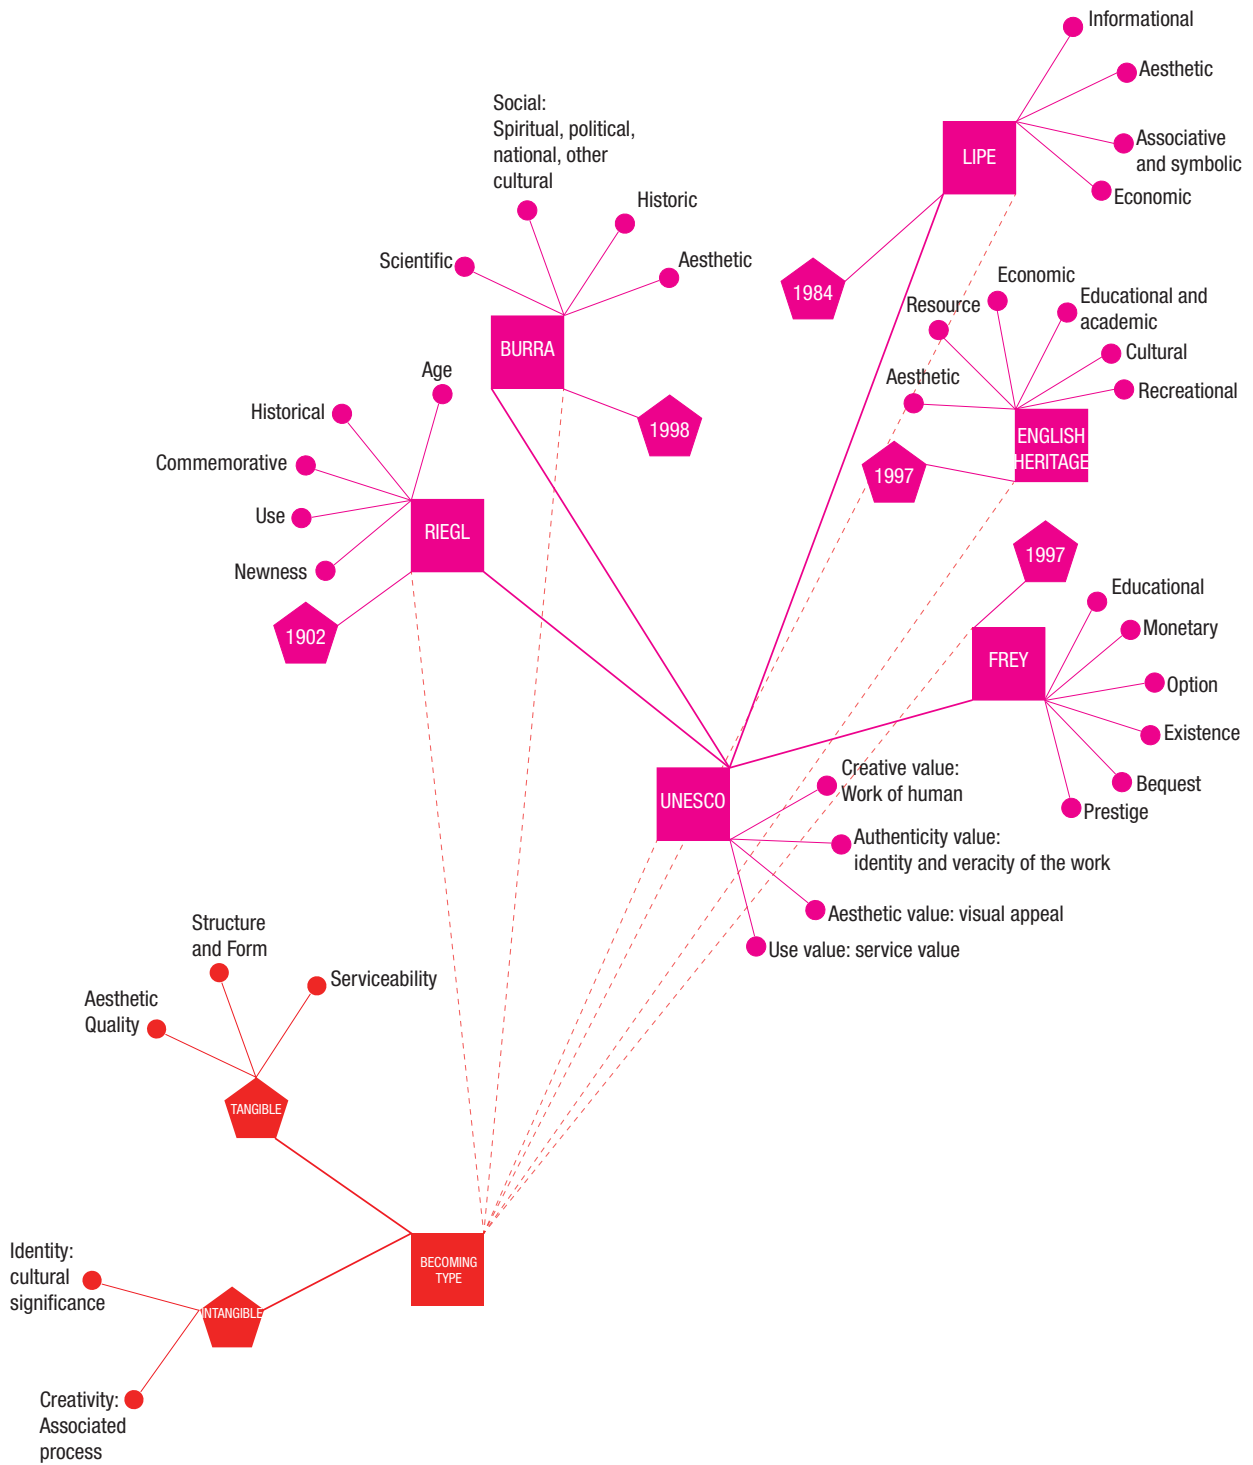 Informational
Aesthetic
LIPE
Associative
and symbolic
Economic
1984
Social:
Spiritual, political,
national, other
cultural
Historic
Scientific
Aesthetic
BURRA
1998
Economic
Resource
Educational and
academic
Cultural
Aesthetic
Recreational
ENGLISH
HERITAGE
1997
Age
Historical
Commemorative
Use
RIEGL
Newness
1902
1997
Educational
Monetary
FREY
Option
Existence
Bequest
Prestige
UNESCO
Creative value:
Work of human
Authenticity value:
identity and veracity of the work
Aesthetic value: visual appeal
Use value: service value
Structure
and Form
Serviceability
Aesthetic
Quality
TANGIBLE
BECOMING
TYPE
Identity:
cultural
significance
INTANGIBLE
Creativity:
Associated
process